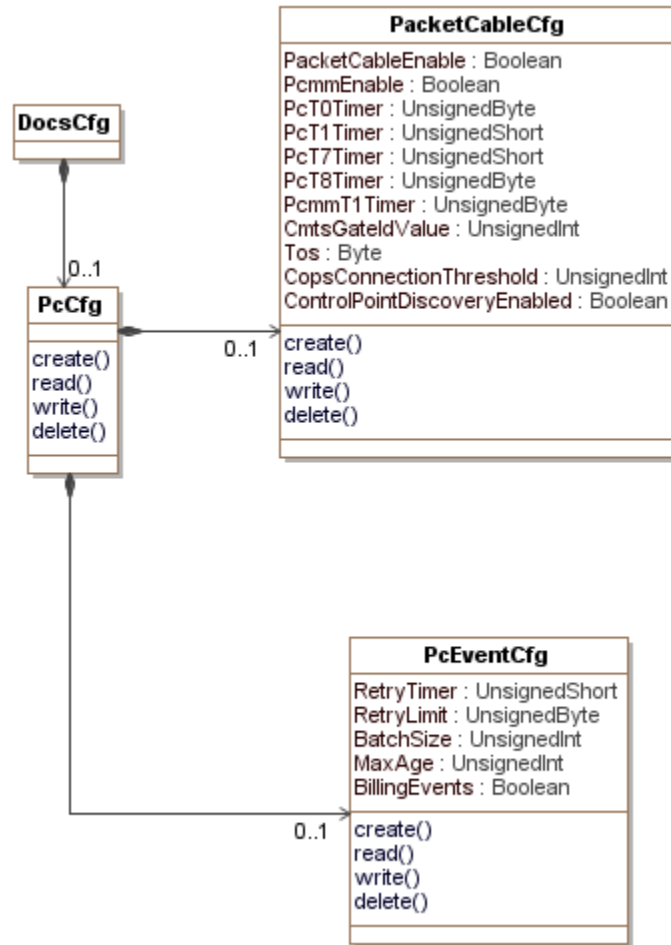 PacketCableCfg
PacketCableEnable : Boolean
PcmmEnable : Boolean
PcT0Timer : UnsignedByte
PcT1Timer : UnsignedShort
PcT7Timer : UnsignedShort
PcT8Timer : UnsignedByte
PcmmT1Timer : UnsignedByte
CmtsGateIdValue : UnsignedInt
Tos : Byte
CopsConnectionThreshold : UnsignedInt
ControlPointDiscoveryEnabled : Boolean
create()
read()
write()
delete()
DocsCfg
0..1
PcCfg
create()
read()
write()
delete()
0..1
PcEventCfg
RetryTimer : UnsignedShort
RetryLimit : UnsignedByte
BatchSize : UnsignedInt
MaxAge : UnsignedInt
BillingEvents : Boolean
create()
read()
write()
delete()
0..1